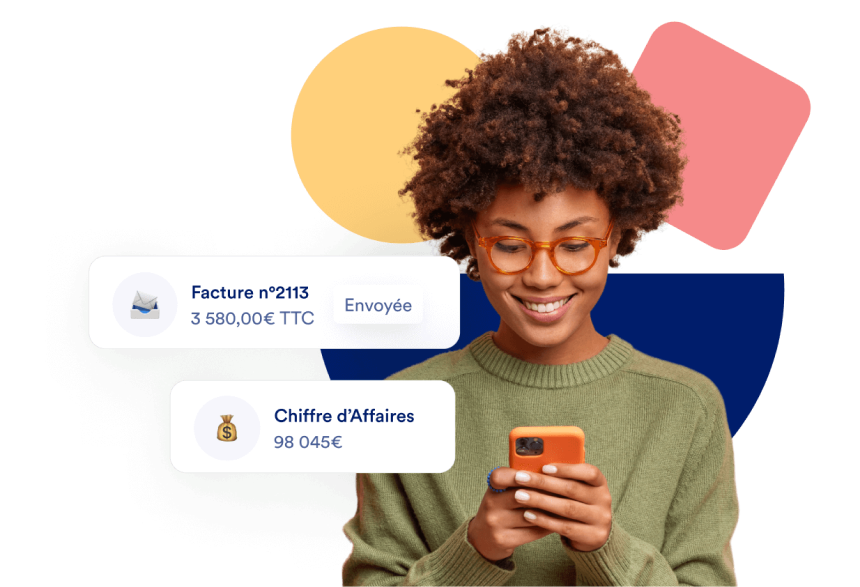 Facture n°2113
3 580,00€ TTC
Envoyée
Chiffre d’Affaires
98 045€